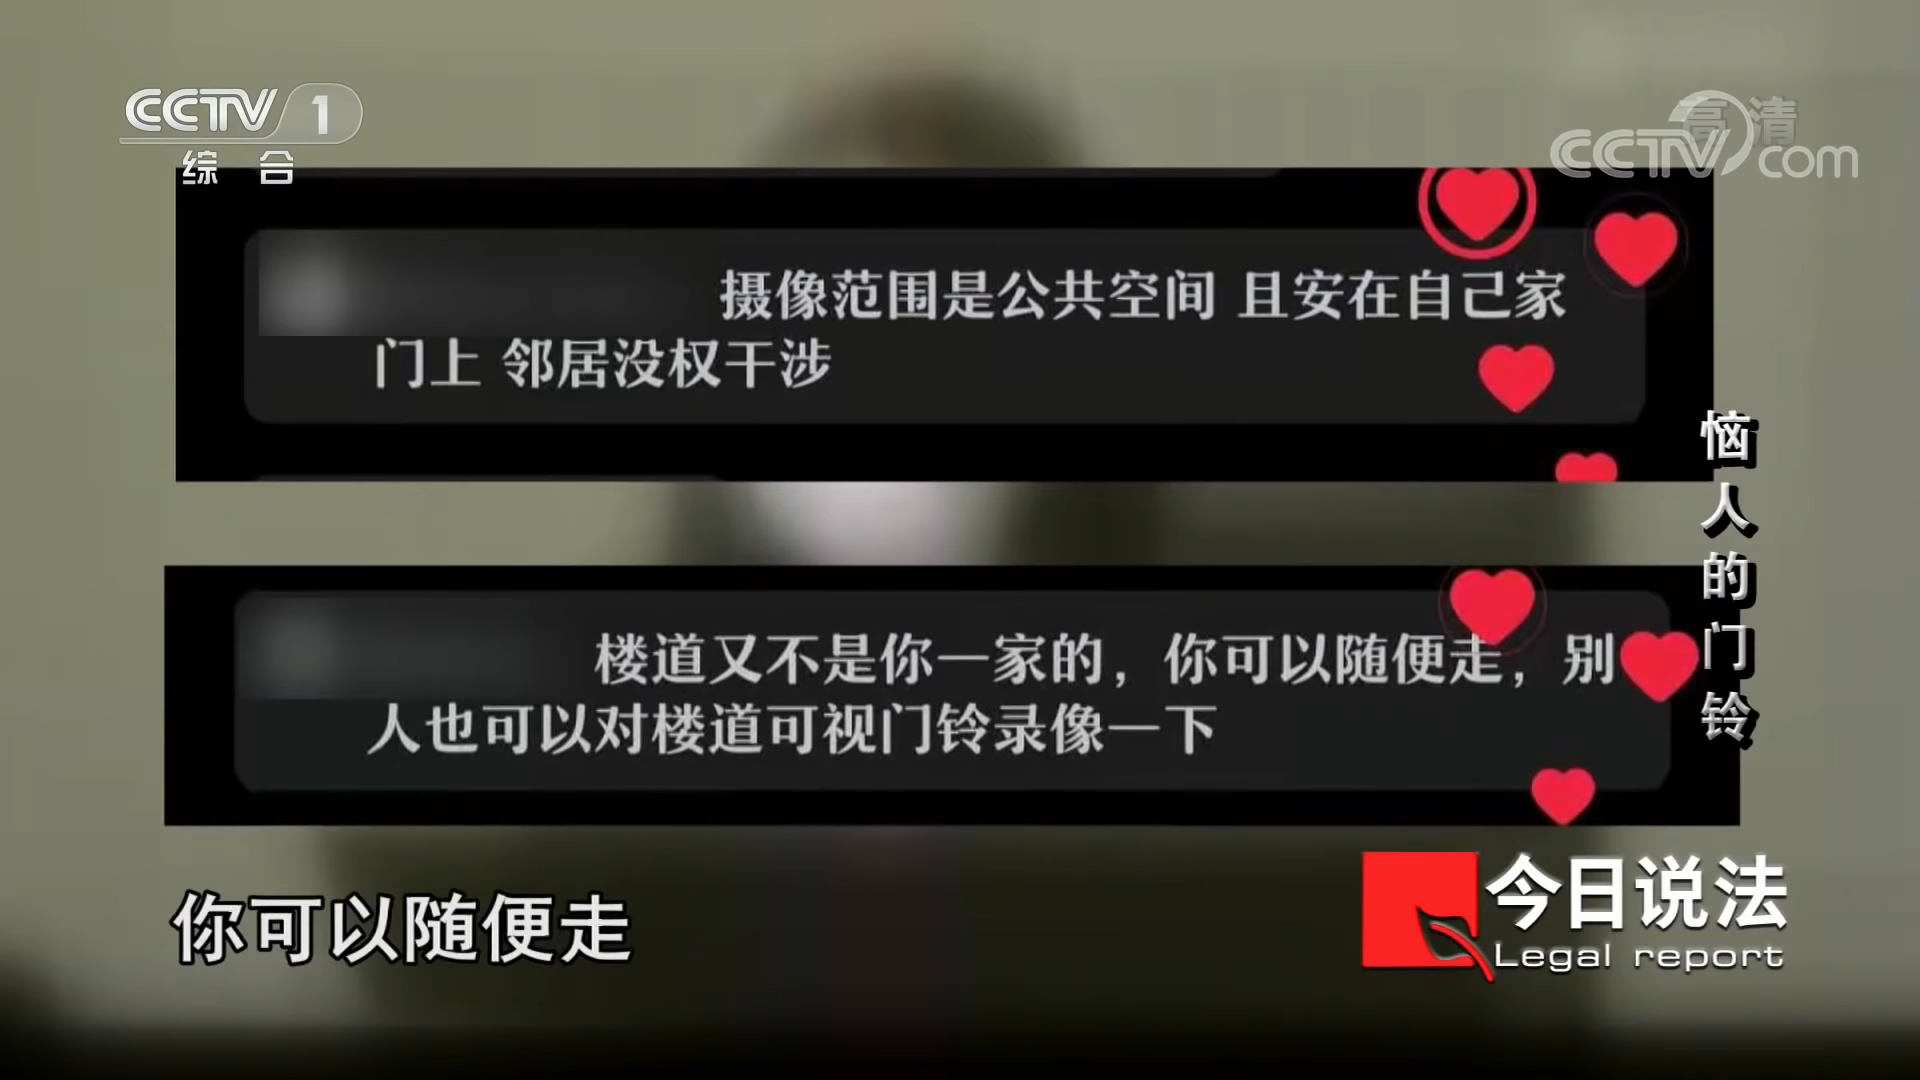 CCTV 1
综合
高清
CCTV.com
摄像范围是公共空间 且安在自己家
门上 邻居没权干涉
恼人的门铃
楼道又不是你一家的，你可以随便走，别
人也可以对楼道可视门铃录像一下
你可以随便走
今日说法
Legal report